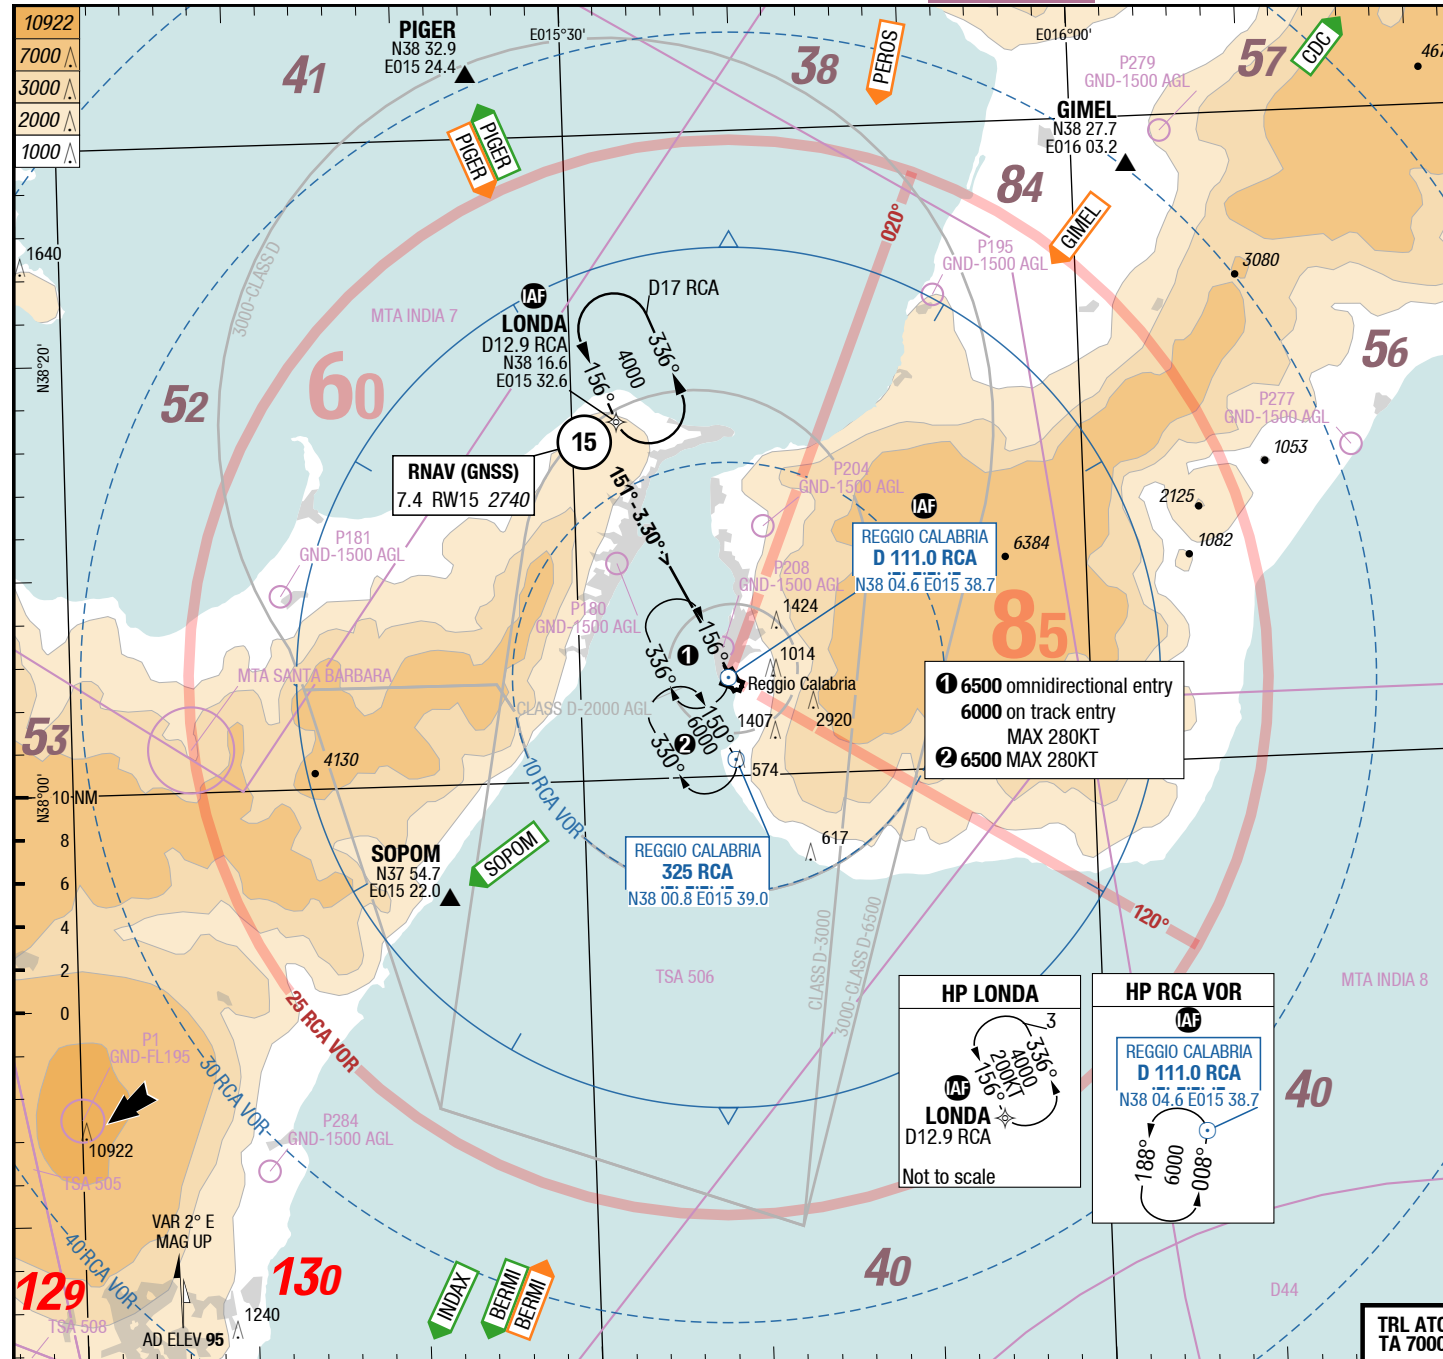 10922
7000
3000
2000
1000
PIGER
N38 32.9
E015 24.4
E015°30'
E016°00'
41
38
57
PEROS
CDC
467
P279
GND-1500 AGL
GIMEL
N38 27.7
E016 03.2
PIGER
PIGER
84
GIMEL
020°
P195
GND-1500 AGL
3080
1640
3000-CLASS D
MTA INDIA 7
IAF
LONDA
D12.9 RCA
N38 16.6
E015 32.6
D17 RCA
336°
4000
156°
N38°20'
60
52
56
P277
GND-1500 AGL
1053
15
RNAV (GNSS)
7.4 RW15 2740
151° - 3.30° >
P204
GND-1500 AGL
2125
1082
IAF
REGGIO CALABRIA
D 111.0 RCA
N38 04.6 E015 38.7
6384
P181
GND-1500 AGL
P208
GND-1500 AGL
P180
GND-1500 AGL
1424
85
156°
336°
1
1014
Reggio Calabria
MTA SANTA BARBARA
CLASS D-2000 AGL
150°
6000
330°
2
1407
2920
1 6500 omnidirectional entry
6000 on track entry
MAX 280KT
2 6500 MAX 280KT
53
4130
574
N38°00'
10 NM
8
6
4
2
0
10 RCA VOR
SOPOM
N37 54.7
E015 22.0
SOPOM
REGGIO CALABRIA
325 RCA
N38 00.8 E015 39.0
617
120°
CLASS D-3000
3000-CLASS D-6500
TSA 506
MTA INDIA 8
25 RCA VOR
HP LONDA
3
336°
4000
200KT
156°
IAF
LONDA
D12.9 RCA
Not to scale
HP RCA VOR
IAF
REGGIO CALABRIA
D 111.0 RCA
N38 04.6 E015 38.7
188°
6000
008°
40
P1
GND-FL195
30 RCA VOR
P284
GND-1500 AGL
10922
TSA 505
VAR 2° E
MAG UP
40 RCA VOR
129
130
INDAX
BERMI
BERMI
40
D44
1240
TSA 508
AD ELEV 95
TRL ATC
TA 7000